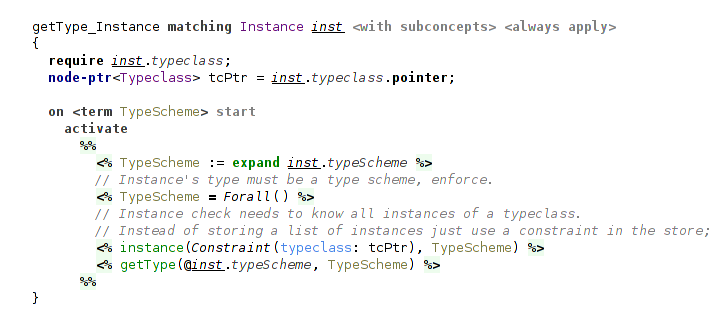 getType_Instance matching Instance inst <with subconcepts> <always apply>
{
require inst.typeclass;
node-ptr<Typeclass> tcPtr = inst.typeclass.pointer;
on <term TypeScheme> start
activate
%%
<% TypeScheme := expand inst.typeScheme %>
// Instance's type must be a type scheme, enforce.
<% TypeScheme = Forall() %>
// Instance check needs to know all instances of a typeclass.
// Instead of storing a list of instances just use a constraint in the store;
<% instance(Constraint(typeclass: tcPtr), TypeScheme) %>
<% getType(@inst.typeScheme, TypeScheme) %>
%%
}